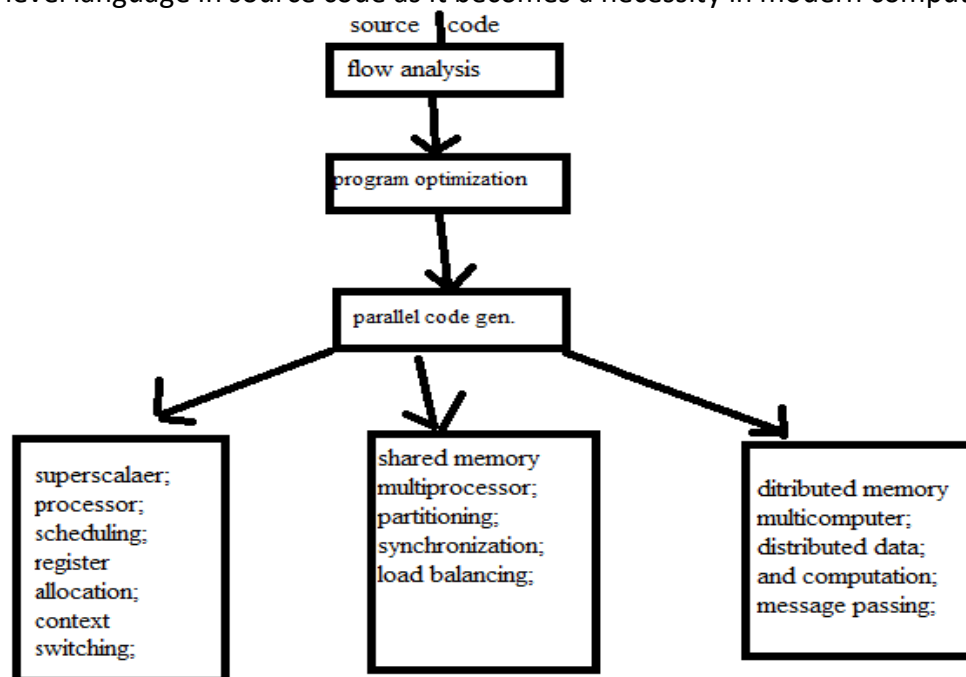 level language in source code as it becomes a necessity in modern comput
source code
flow analysis
program optimization
parallel code gen.
superscalaer;
processor;
scheduling;
register
allocation;
context
switching;
shared memory
multiprocessor;
partitioning;
synchronization;
load balancing;
ditributed memory
multicomputer;
distributed data;
and computation;
message passing;